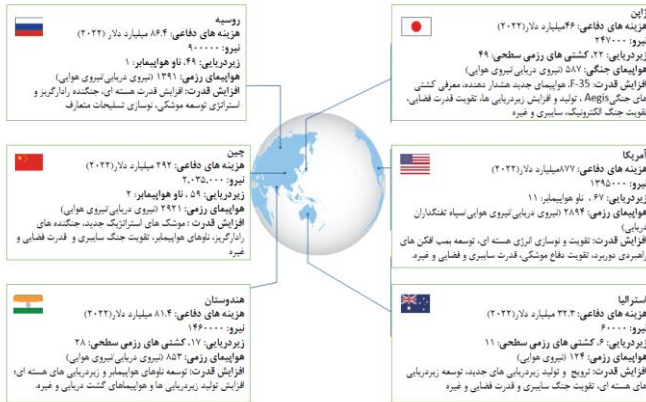 روسیه
هزینه های دفاعی: ۸۶.۴ میلیارد دلار (۲۰۲۲)
نیرو: ۹۰۰۰۰۰
زیردریایی: ۴۹، ناو هواپیمابر: ۱
هواپیمای رزمی: ۱۳۹۱ (نیروی دریایی/نیروی هوایی)
افزایش قدرت: افزایش قدرت هسته ای، جنگنده رادارگریز و
استراتژی توسعه موشکی، نوسازی تسلیحات متعارف
چین
هزینه های دفاعی: ۲۹۲ میلیارد دلار(۲۰۲۲)
نیرو: ۲,۰۳۵,۰۰۰
زیردریایی: ۵۹ ، ناو هواپیمابر: ۲
هواپیمای رزمی: ۲۹۲۱ (نیروی دریایی/نیروی هوایی)
افزایش قدرت : موشک های استراتژیک جدید، جنگنده های
رادارگریز، ناوهای هواپیمابر، تقویت جنگ سایبری و قدرت فضایی و
غیره
هندوستان
هزینه های دفاعی: ۸۱.۴ میلیارد دلار(۲۰۲۲)
نیرو: ۱۴۶۰۰۰۰
زیردریایی: ۱۷، کشتی های رزمی سطحی: ۲۸
هواپیمای رزمی: ۸۵۳ (نیروی دریایی/نیروی هوایی)
افزایش قدرت: توسعه ناوهای هواپیمابر و زیردریایی های هسته ای؛
افزایش تولید زیردریایی ها و هواپیماهای گشت دریایی و غیره.
ژاپن
هزینه های دفاعی: ۴۶میلیارد دلار(۲۰۲۲)
نیرو: ۲۴۷۰۰۰
زیردریایی: ۲۲، کشتی های رزمی سطحی: ۴۹
هواپیمای جنگی: ۵۸۷ (نیروی دریایی/نیروی هوایی)
افزایش قدرت: F-35، هواپیمای جدید هشدار دهنده، معرفی کشتی
های جنگی Aegis ، تولید و افزایش زیردریایی ها، تقویت قدرت فضایی،
تقویت جنگ الکترونیک، سایبری و غیره
آمریکا
هزینه های دفاعی: ۸۷۷میلیارد دلار(۲۰۲۲)
نیرو: ۱۳۹۵۰۰۰
زیردریایی: ۶۷ ، ناو هواپیمابر: ۱۱
هواپیمای رزمی: ۲۸۹۴ (نیروی دریایی/نیروی هوایی/سپاه تفنگداران
دریایی)
افزایش قدرت: تقویت و نوسازی انرژی هسته ای، توسعه بمب افکن های
راهبردی دوربرد، تقویت دفاع موشکی، قدرت سایبری و فضایی و غیره.
استرالیا
هزینه های دفاعی: ۳۲.۳ میلیارد دلار(۲۰۲۲)
نیرو: ۶۰۰۰۰
زیردریایی: ۶، کشتی های رزمی سطحی: ۱۱
هواپیمای رزمی: ۱۲۴ (نیروی هوایی)
افزایش قدرت: ترویج و تولید زیردریایی های جدید، توسعه زیردریایی
های هسته ای، تقویت جنگ سایبری و قدرت فضایی و غیره